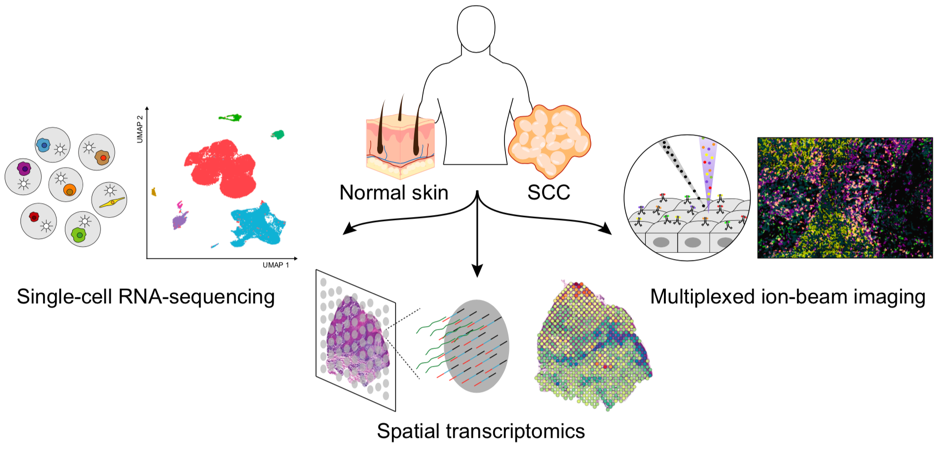 UMAP 2
UMAP 1
Normal skin
SCC
Single-cell RNA-sequencing
Multiplexed ion-beam imaging
Spatial transcriptomics